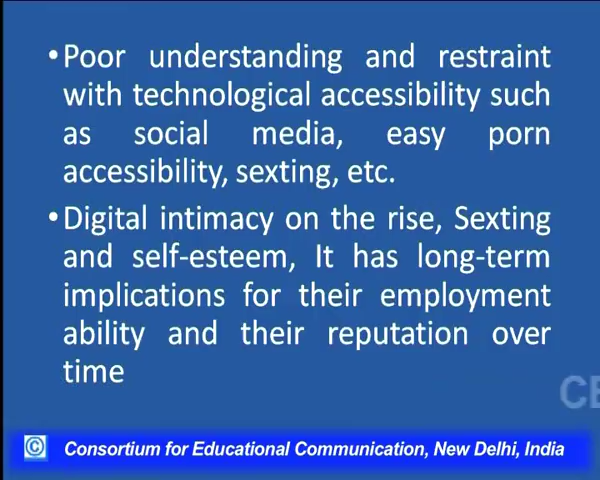 •Poor understanding and restraint
with technological accessibility such
as social media, easy porn
accessibility, sexting, etc.
•Digital intimacy on the rise, Sexting
and self-esteem, It has long-term
implications for their employment
ability and their reputation over
time
© Consortium for Educational Communication, New Delhi, India